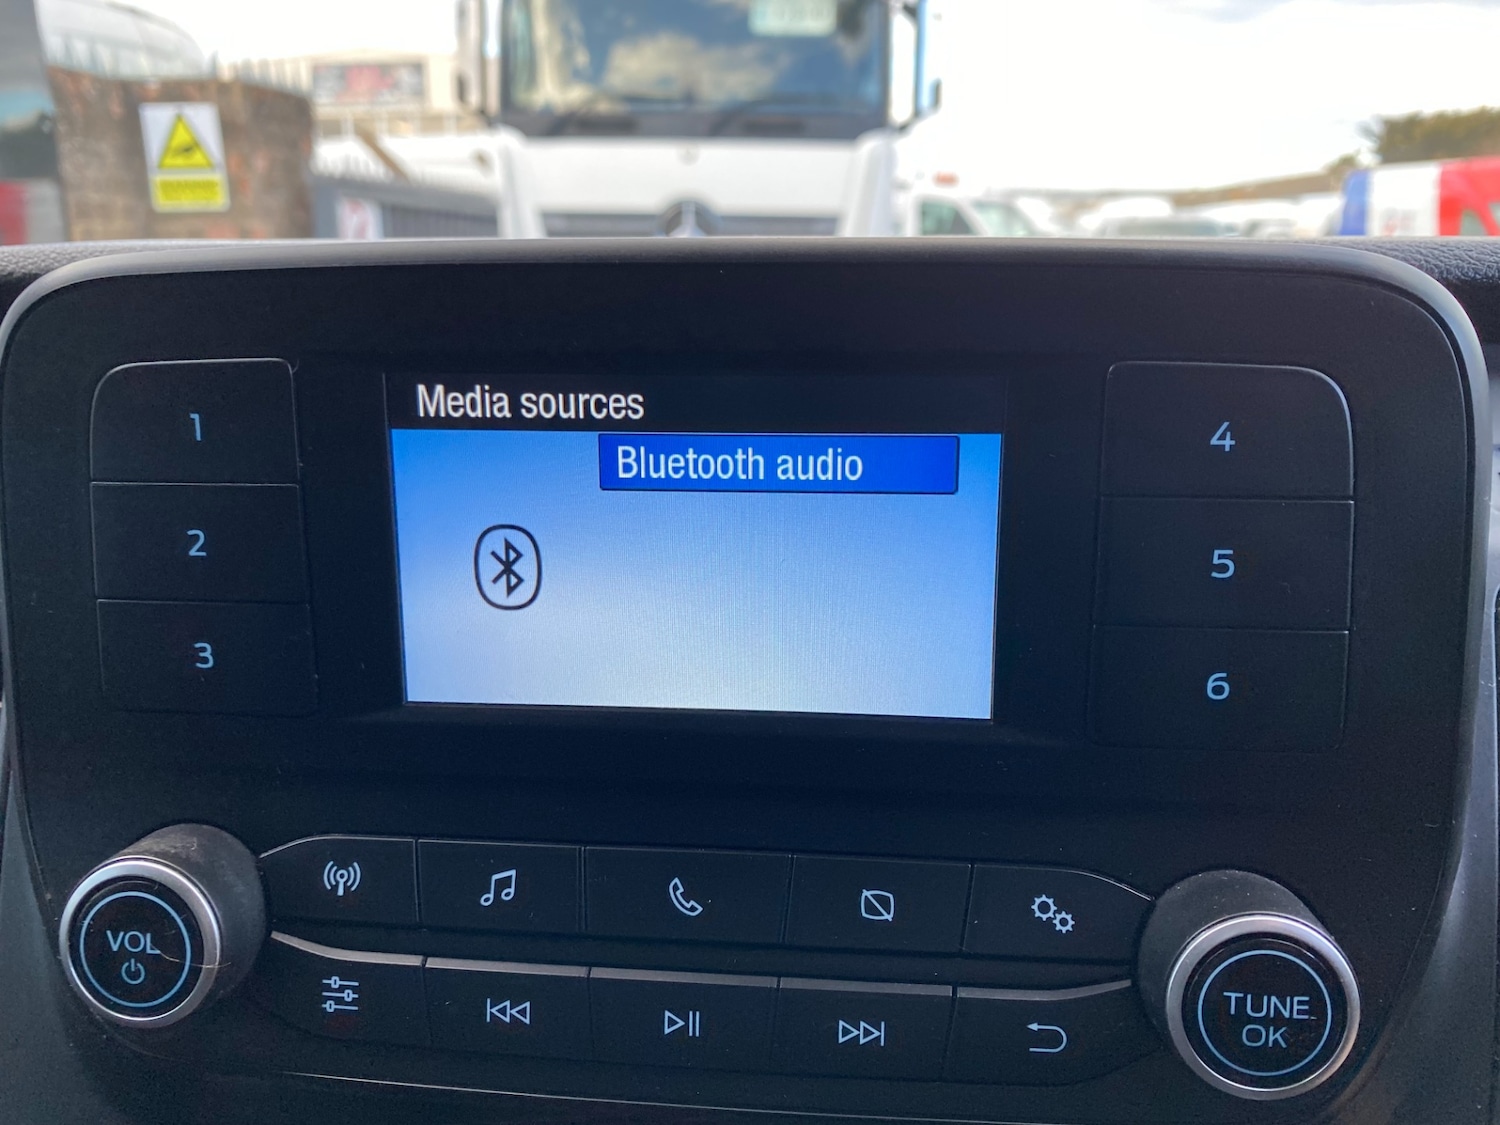 Media sources
Bluetooth audio
1
2
3
4
5
6
VOL
TUNE
OK